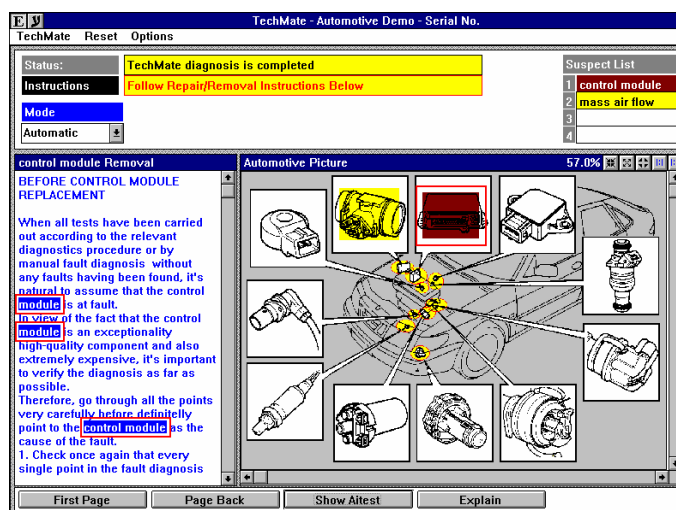 E y TechMate - Automotive Demo - Serial No.
TechMate Reset Options
Status:
TechMate diagnosis is completed
Instructions
Follow Repair/Removal Instructions Below
Mode
Automatic
Suspect List
1 control module
2 mass air flow
3
4
control module Removal
BEFORE CONTROL MODULE
REPLACEMENT
When all tests have been carried
out according to the relevant
diagnostics procedure or by
manual fault diagnosis without
any faults having been found, it's
natural to assume that the control
module is at fault.
In view of the fact that the control
module is an exceptionality
high-quality component and also
extremely expensive, it's important
to verify the diagnosis as far as
possible.
Therefore, go through all the points
very carefully before definitelly
point to the control module as the
cause of the fault.
1. Check once again that every
single point in the fault diagnosis
Automotive Picture 57.0%
First Page
Page Back
Show Aitest
Explain